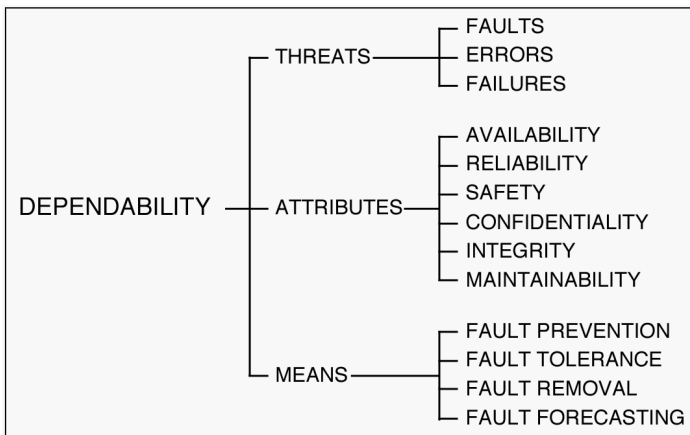 DEPENDABILITY
THREATS
FAULTS
ERRORS
FAILURES
ATTRIBUTES
AVAILABILITY
RELIABILITY
SAFETY
CONFIDENTIALITY
INTEGRITY
MAINTAINABILITY
MEANS
FAULT PREVENTION
FAULT TOLERANCE
FAULT REMOVAL
FAULT FORECASTING